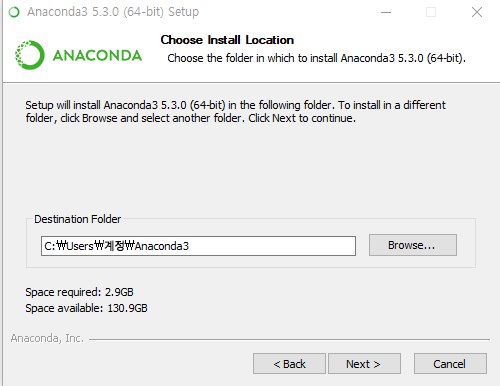 Anaconda3 5.3.0 (64-bit) Setup
ANACONDA
Choose Install Location
Choose the folder in which to install Anaconda3 5.3.0 (64-bit).
Setup will install Anaconda3 5.3.0 (64-bit) in the following folder. To install in a different
folder, click Browse and select another folder. Click Next to continue.
Destination Folder
C:₩Users₩계정₩Anaconda3
Browse...
Space required: 2.9GB
Space available: 130.9GB
Anaconda, Inc.
< Back
Next >
Cancel